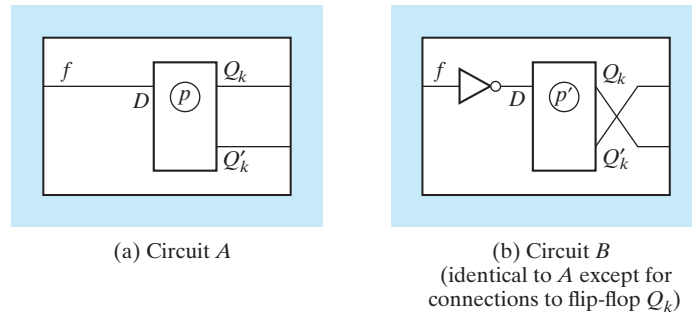 f
D
p
Q_k
Q'_k
(a) Circuit A
f
D
p'
Q_k
Q'_k
(b) Circuit B
(identical to A except for
connections to flip-flop Q_k)